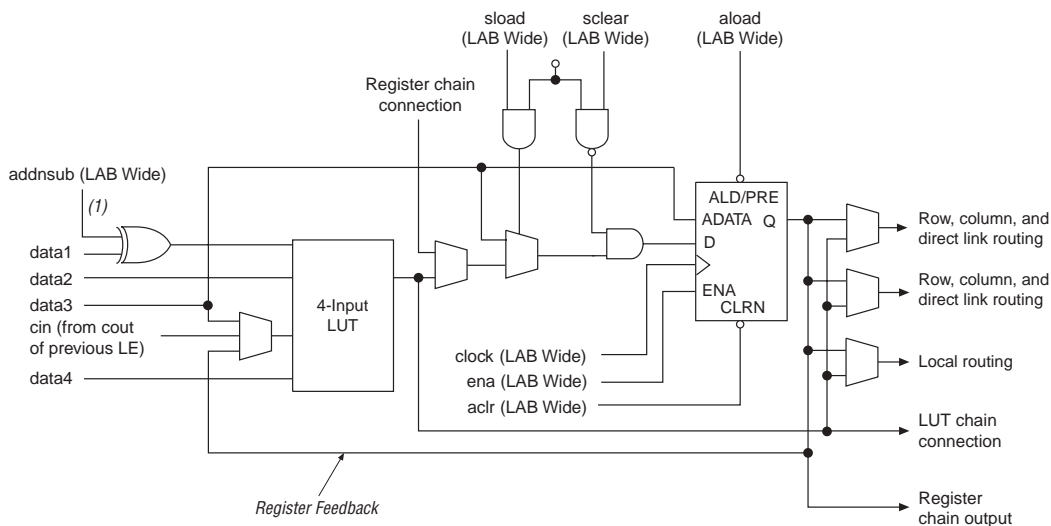 sload
(LAB Wide)
sclear
(LAB Wide)
aload
(LAB Wide)
Register chain
connection
addnsub (LAB Wide)
(1)
data1
data2
data3
cin (from cout
of previous LE)
data4
4-Input
LUT
ALD/PRE
ADATA
Q
D
ENA
CLRN
clock (LAB Wide)
ena (LAB Wide)
aclr (LAB Wide)
Row, column, and
direct link routing
Row, column, and
direct link routing
Local routing
LUT chain
connection
Register
chain output
Register Feedback